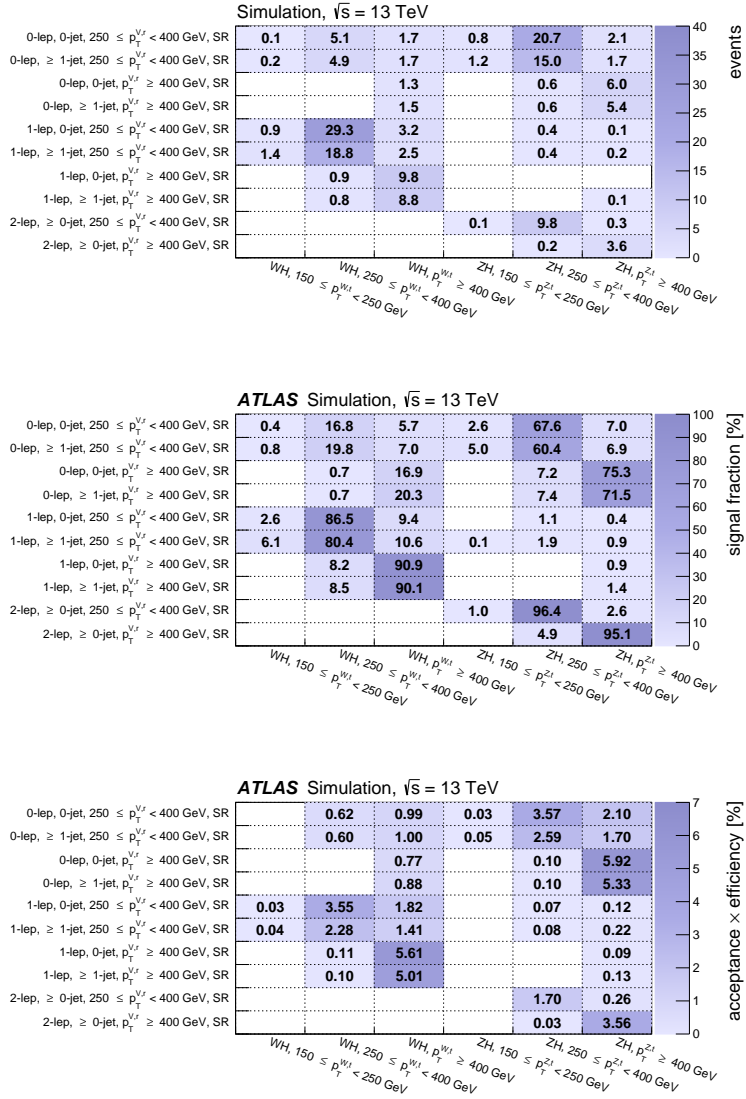 Simulation, √s = 13 TeV
0-lep, 0-jet, 250 ≤ p_T^{V,r} < 400 GeV, SR 0.1 5.1 1.7 0.8 20.7 2.1
0-lep, ≥ 1-jet, 250 ≤ p_T^{V,r} < 400 GeV, SR 0.2 4.9 1.7 1.2 15.0 1.7
0-lep, 0-jet, p_T^{V,r} ≥ 400 GeV, SR 1.3 0.6 6.0
0-lep, ≥ 1-jet, p_T^{V,r} ≥ 400 GeV, SR 1.5 0.6 5.4
1-lep, 0-jet, 250 ≤ p_T^{V,r} < 400 GeV, SR 0.9 29.3 3.2 0.4 0.1
1-lep, ≥ 1-jet, 250 ≤ p_T^{V,r} < 400 GeV, SR 1.4 18.8 2.5 0.4 0.2
1-lep, 0-jet, p_T^{V,r} ≥ 400 GeV, SR 0.9 9.8
1-lep, ≥ 1-jet, p_T^{V,r} ≥ 400 GeV, SR 0.8 8.8 0.1
2-lep, ≥ 0-jet, 250 ≤ p_T^{V,r} < 400 GeV, SR 0.1 9.8 0.3
2-lep, ≥ 0-jet, p_T^{V,r} ≥ 400 GeV, SR 0.2 3.6
WH, 150 ≤ p_T^{W,t} < 250 GeV
WH, 250 ≤ p_T^{W,t} < 400 GeV
WH, p_T^{W,t} ≥ 400 GeV
ZH, 150 ≤ p_T^{Z,t} < 250 GeV
ZH, 250 ≤ p_T^{Z,t} < 400 GeV
ZH, p_T^{Z,t} ≥ 400 GeV
40
35
30
25
20
15
10
5
0
events
ATLAS Simulation, √s = 13 TeV
0-lep, 0-jet, 250 ≤ p_T^{V,r} < 400 GeV, SR 0.4 16.8 5.7 2.6 67.6 7.0
0-lep, ≥ 1-jet, 250 ≤ p_T^{V,r} < 400 GeV, SR 0.8 19.8 7.0 5.0 60.4 6.9
0-lep, 0-jet, p_T^{V,r} ≥ 400 GeV, SR 0.7 16.9 7.2 75.3
0-lep, ≥ 1-jet, p_T^{V,r} ≥ 400 GeV, SR 0.7 20.3 7.4 71.5
1-lep, 0-jet, 250 ≤ p_T^{V,r} < 400 GeV, SR 2.6 86.5 9.4 1.1 0.4
1-lep, ≥ 1-jet, 250 ≤ p_T^{V,r} < 400 GeV, SR 6.1 80.4 10.6 0.1 1.9 0.9
1-lep, 0-jet, p_T^{V,r} ≥ 400 GeV, SR 8.2 90.9 0.9
1-lep, ≥ 1-jet, p_T^{V,r} ≥ 400 GeV, SR 8.5 90.1 1.4
2-lep, ≥ 0-jet, 250 ≤ p_T^{V,r} < 400 GeV, SR 1.0 96.4 2.6
2-lep, ≥ 0-jet, p_T^{V,r} ≥ 400 GeV, SR 4.9 95.1
WH, 150 ≤ p_T^{W,t} < 250 GeV
WH, 250 ≤ p_T^{W,t} < 400 GeV
WH, p_T^{W,t} ≥ 400 GeV
ZH, 150 ≤ p_T^{Z,t} < 250 GeV
ZH, 250 ≤ p_T^{Z,t} < 400 GeV
ZH, p_T^{Z,t} ≥ 400 GeV
100
90
80
70
60
50
40
30
20
10
0
signal fraction [%]
ATLAS Simulation, √s = 13 TeV
0-lep, 0-jet, 250 ≤ p_T^{V,r} < 400 GeV, SR 0.62 0.99 0.03 3.57 2.10
0-lep, ≥ 1-jet, 250 ≤ p_T^{V,r} < 400 GeV, SR 0.60 1.00 0.05 2.59 1.70
0-lep, 0-jet, p_T^{V,r} ≥ 400 GeV, SR 0.77 0.10 5.92
0-lep, ≥ 1-jet, p_T^{V,r} ≥ 400 GeV, SR 0.88 0.10 5.33
1-lep, 0-jet, 250 ≤ p_T^{V,r} < 400 GeV, SR 0.03 3.55 1.82 0.07 0.12
1-lep, ≥ 1-jet, 250 ≤ p_T^{V,r} < 400 GeV, SR 0.04 2.28 1.41 0.08 0.22
1-lep, 0-jet, p_T^{V,r} ≥ 400 GeV, SR 0.11 5.61 0.09
1-lep, ≥ 1-jet, p_T^{V,r} ≥ 400 GeV, SR 0.10 5.01 0.13
2-lep, ≥ 0-jet, 250 ≤ p_T^{V,r} < 400 GeV, SR 1.70 0.26
2-lep, ≥ 0-jet, p_T^{V,r} ≥ 400 GeV, SR 0.03 3.56
WH, 150 ≤ p_T^{W,t} < 250 GeV
WH, 250 ≤ p_T^{W,t} < 400 GeV
WH, p_T^{W,t} ≥ 400 GeV
ZH, 150 ≤ p_T^{Z,t} < 250 GeV
ZH, 250 ≤ p_T^{Z,t} < 400 GeV
ZH, p_T^{Z,t} ≥ 400 GeV
7
6
5
4
3
2
1
0
acceptance × efficiency [%]